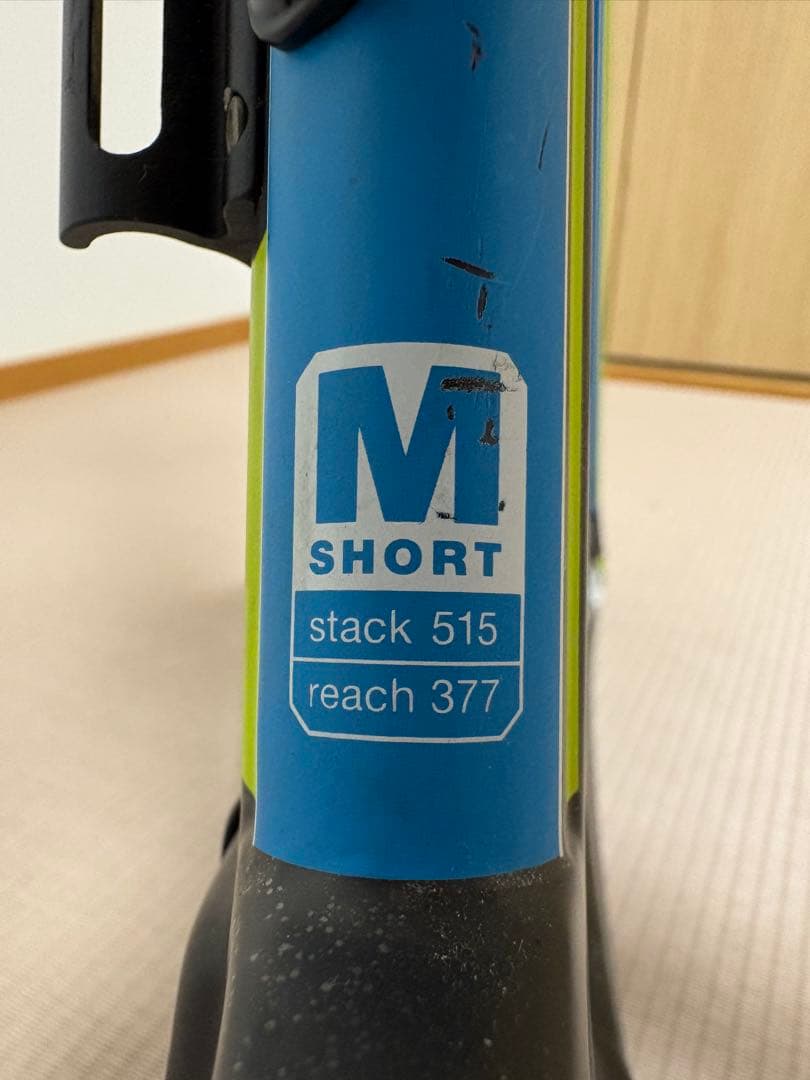 M
SHORT
stack 515
reach 377